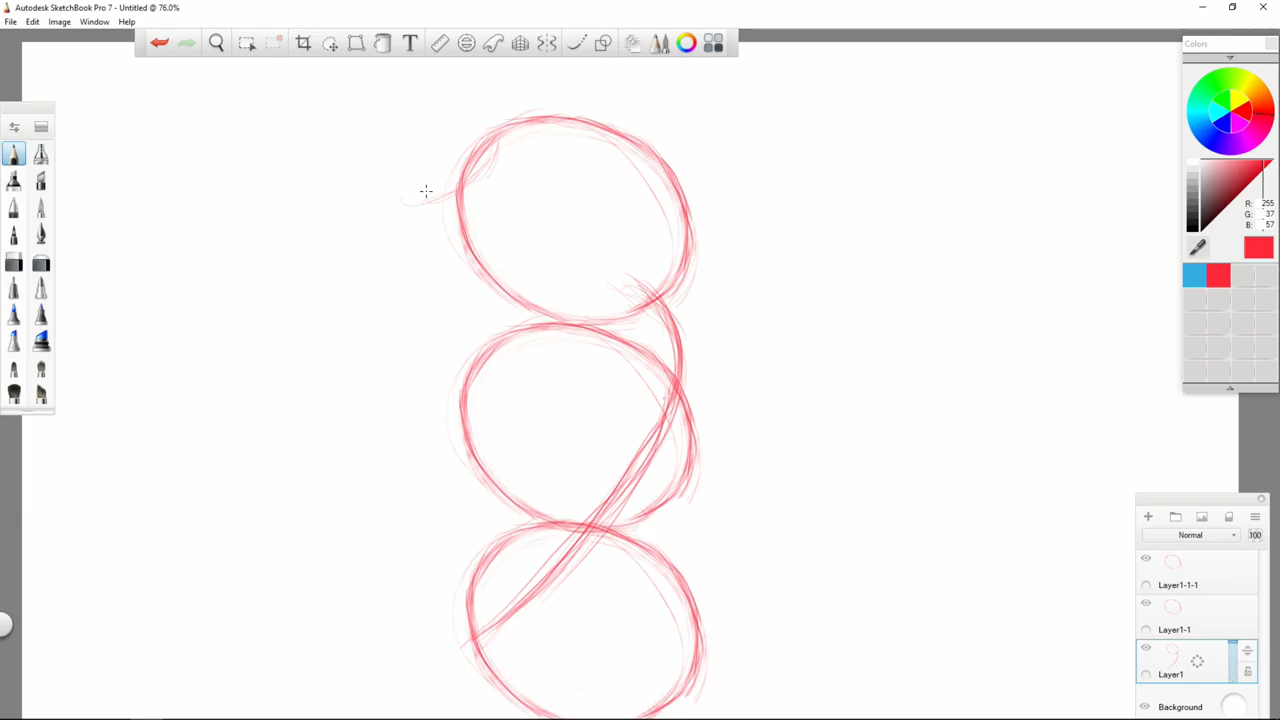 Autodesk SketchBook Pro 7 - Untitled @ 76.0%
File Edit Image Window Help
Colors
R: 255
G: 37
B: 57
Normal 100
Layer1-1-1
Layer1-1
Layer1
Background